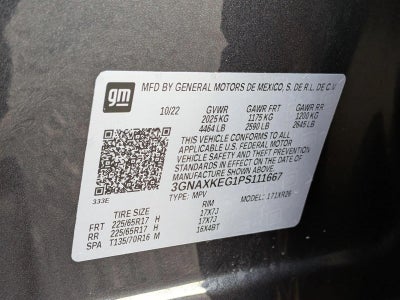 gm
MFD BY GENERAL MOTORS DE MEXICO, S. DE R.L. DE C.V.
10/22 GVWR GAWR FRT GAWR RR
2025 KG 1175 KG 1200 KG
4464 LB 2590 LB 2645 LB
THIS VEHICLE CONFORMS TO ALL
APPLICABLE U.S. FEDERAL MOTOR
VEHICLE SAFETY AND THEFT
PREVENTION STANDARDS IN
EFFECT ON THE DATE OF
MANUFACTURE SHOWN ABOVE.
3GNAXKEG1PS111667
TYPE: MPV MODEL: 1XR26
333E
TIRE SIZE RIM
FRT 225/65R17 H 17X7J
RR 225/65R17 H 17X7J
SPA T135/70R16 M 16X4BT